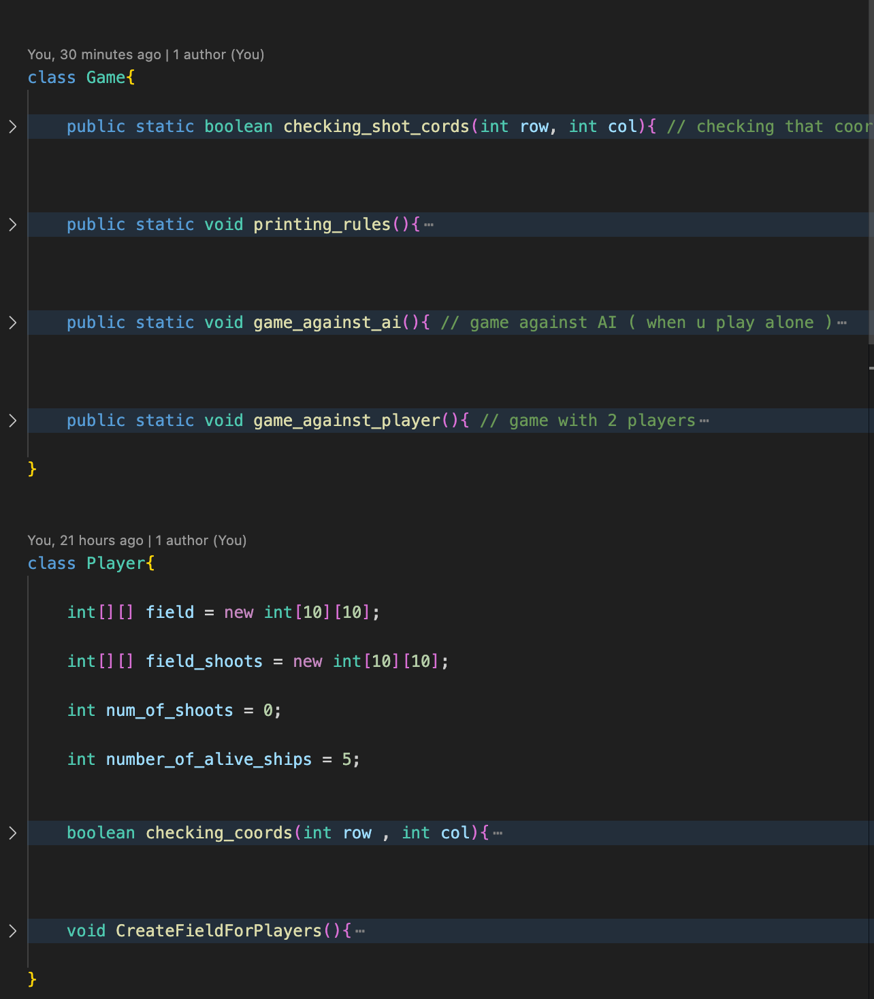 You, 30 minutes ago | 1 author (You)
class Game{
public static boolean checking_shot_cords(int row, int col){ // checking that coor
public static void printing_rules(){⋯
public static void game_against_ai(){ // game against AI ( when u play alone )⋯
public static void game_against_player(){ // game with 2 players⋯
}
You, 21 hours ago | 1 author (You)
class Player{
int[][] field = new int[10][10];
int[][] field_shoots = new int[10][10];
int num_of_shoots = 0;
int number_of_alive_ships = 5;
boolean checking_coords(int row , int col){⋯
void CreateFieldForPlayers(){⋯
}